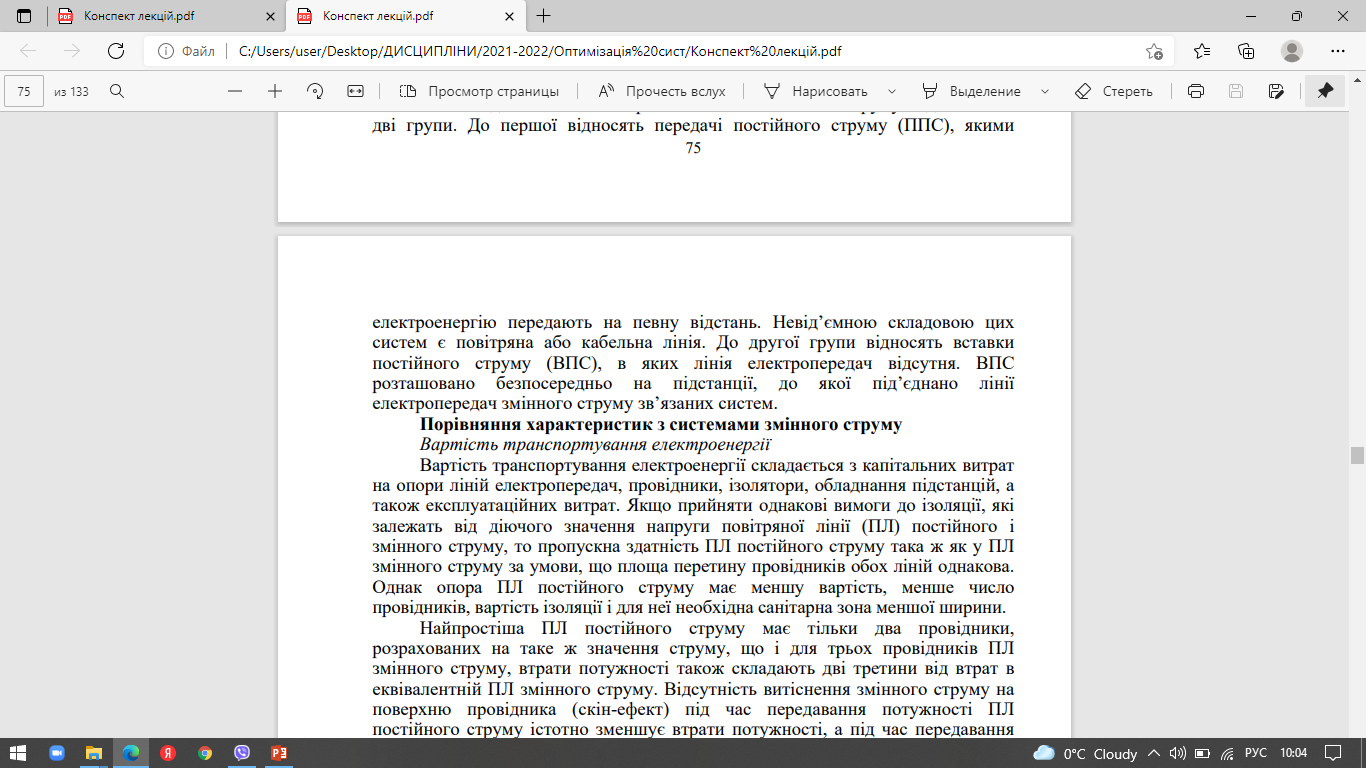 Конспект лекцій.pdf
Конспект лекцій.pdf
Файл
C:/Users/user/Desktop/ДИСЦИПЛІНИ/2021-2022/Оптимізація%20сист/Конспект%20лекцій.pdf
75 из 133
Просмотр страницы
Прочесть вслух
Нарисовать
Выделение
Стереть
дві групи. До першої відносять передачі постійного струму (ППС), якими
75
електроенергію передають на певну відстань. Невід’ємною складовою цих
систем є повітряна або кабельна лінія. До другої групи відносять вставки
постійного струму (ВПС), в яких лінія електропередач відсутня. ВПС
розташовано безпосередньо на підстанції, до якої під’єднано лінії
електропередач змінного струму зв’язаних систем.
Порівняння характеристик з системами змінного струму
Вартість транспортування електроенергії
Вартість транспортування електроенергії складається з капітальних витрат
на опори ліній електропередач, провідники, ізолятори, обладнання підстанцій, а
також експлуатаційних витрат. Якщо прийняти однакові вимоги до ізоляції, які
залежать від діючого значення напруги повітряної лінії (ПЛ) постійного і
змінного струму, то пропускна здатність ПЛ постійного струму така ж як у ПЛ
змінного струму за умови, що площа перетину провідників обох ліній однакова.
Однак опора ПЛ постійного струму має меншу вартість, менше число
провідників, вартість ізоляції і для неї необхідна санітарна зона меншої ширини.
Найпростіша ПЛ постійного струму має тільки два провідники,
розрахованих на таке ж значення струму, що і для трьох провідників ПЛ
змінного струму, втрати потужності також складають дві третини від втрат в
еквівалентній ПЛ змінного струму. Відсутність витіснення змінного струму на
поверхню провідника (скін-ефект) під час передавання потужності ПЛ
постійного струму істотно зменшує втрати потужності, а під час передавання
0°C Cloudy
РУС
10:04